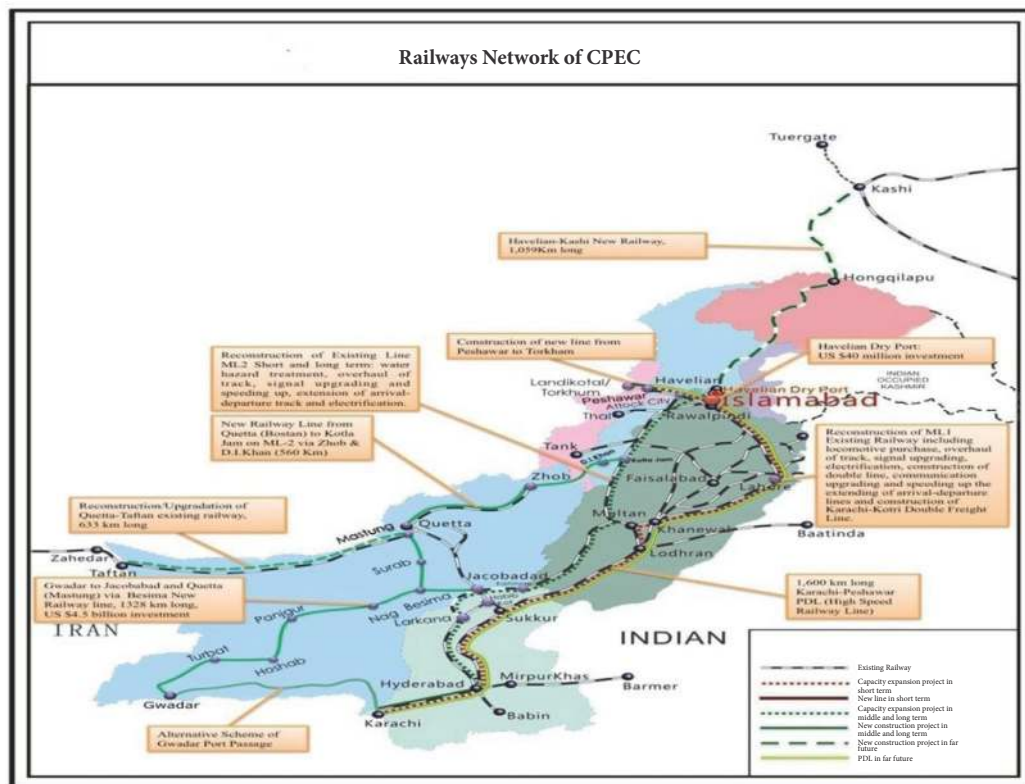 Railways Network of CPEC
Tuergate
Kashi
Havelian-Kashi New Railway,
1,059Km long
Hongqilapu
Construction of new line from
Peshawar to Torkham
Havelian Dry Port:
US $40 million investment
Reconstruction of Existing Line
ML2 Short and long term: water
hazard treatment, overhaul of
track, signal upgrading and
speeding up, extension of arrival-
departure track and electrification.
INDIAN
OCCUPIED
KASHMIR
Landikotal/
Torkhum
Havelian
Havelian Dry Port
Peshawar
Attock City
islamabad
Thal
Rawalpindi
New Railway Line from
Quetta (Bostan) to Kotla
Jam on ML-2 via Zhob &
D.I.Khan (560 Km)
Reconstruction of ML1
Existing Railway including
locomotive purchase, overhaul
of track, signal upgrading,
electrification, construction of
double line, communication
upgrading and speeding up the
extending of arrival-departure
lines and construction of
Karachi-Kotri Double Freight
Line.
Tank
D.I.Khan
Kotla Jam
Faisalabad
Lahore
Zhob
Reconstruction/Upgradation of
Quetta-Taftan existing railway,
633 km long
Multan
Khanewal
Lodhran
Baatinda
Mastung
Quetta
Zahedar
Taftan
Surab
Jacobadad
Gwadar to Jacobabad and Quetta
(Mastung) via Besima New
Railway line, 1328 km long,
US $4.5 billion investment
1,600 km long
Karachi-Peshawar
PDL (High Speed
Railway Line)
Nag
Besima
Larkana
Sukkur
Panjgur
IRAN
INDIAN
Turbat
Hoshab
Gwadar
Hyderabad
MirpurKhas
Barmer
Babin
Karachi
Alternative Scheme of
Gwadar Port Passage
Existing Railway
Capacity expansion project in
short term
New line in short term
Capacity expansion project in
middle and long term
New construction project in
middle and long term
New construction project in far
future
PDL in far future